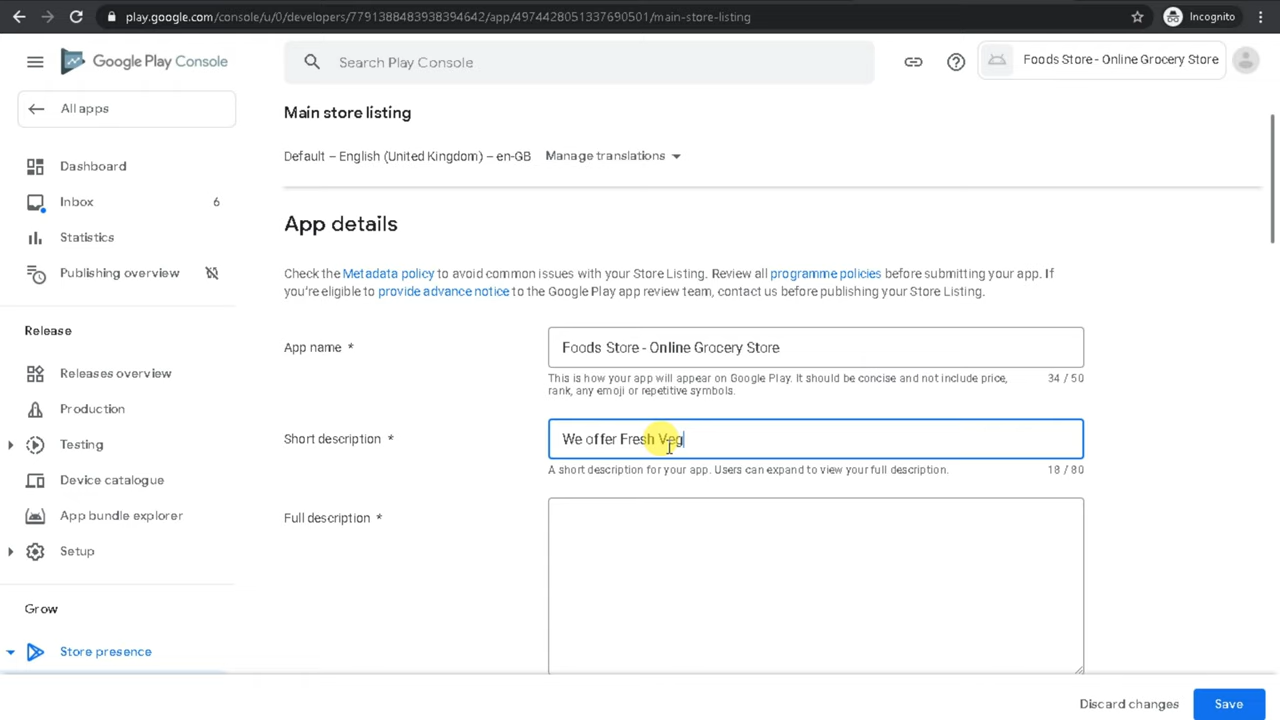 play.google.com/console/u/0/developers/7791388483938394642/app/4974428051337690501/main-store-listing
Incognito
Google Play Console
Search Play Console
Foods Store - Online Grocery Store
All apps
Dashboard
Inbox 6
Statistics
Publishing overview
Release
Releases overview
Production
Testing
Device catalogue
App bundle explorer
Setup
Grow
Store presence
Main store listing
Default – English (United Kingdom) – en-GB Manage translations
App details
Check the Metadata policy to avoid common issues with your Store Listing. Review all programme policies before submitting your app. If
you're eligible to provide advance notice to the Google Play app review team, contact us before publishing your Store Listing.
App name *
Foods Store - Online Grocery Store
This is how your app will appear on Google Play. It should be concise and not include price, 34 / 50
rank, any emoji or repetitive symbols.
Short description *
We offer Fresh Veg
A short description for your app. Users can expand to view your full description. 18 / 80
Full description *
Discard changes
Save